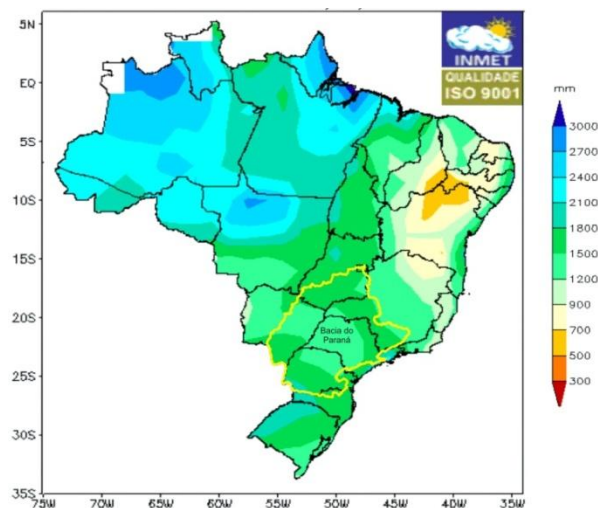 INMET
QUALIDADE
ISO 9001
mm
5N
EQ
5S
10S
15S
20S
25S
30S
35S
3000
2700
2400
2100
1800
1500
1200
900
700
500
300
Bacia do
Paraná
75W 70W 65W 60W 55W 50W 45W 40W 35W